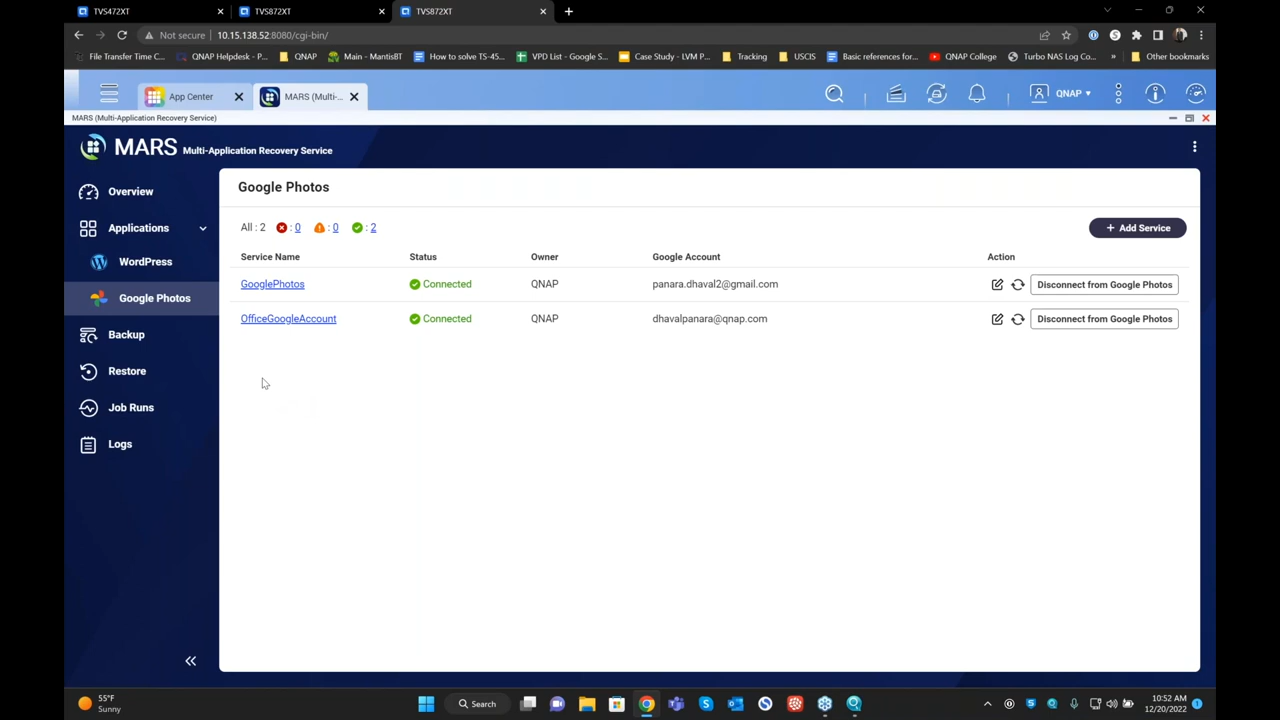 TVS472XT
TVS872XT
TVS872XT
Not secure
10.15.138.52:8080/cgi-bin/
File Transfer Time C...
QNAP Helpdesk - P...
QNAP
Main - MantisBT
How to solve TS-45...
VPD List - Google S...
Case Study - LVM P...
Tracking
USCIS
Basic references for...
QNAP College
Turbo NAS Log Co...
»
Other bookmarks
App Center
MARS (Multi-...
QNAP
MARS (Multi-Application Recovery Service)
MARS Multi-Application Recovery Service
Overview
Applications
WordPress
Google Photos
Backup
Restore
Job Runs
Logs
Google Photos
All : 2 : 0 : 0 : 2
+ Add Service
Service Name Status Owner Google Account Action
GooglePhotos Connected QNAP panara.dhaval2@gmail.com Disconnect from Google Photos
OfficeGoogleAccount Connected QNAP dhavalpanara@qnap.com Disconnect from Google Photos
55°F
Sunny
Search
10:52 AM
12/20/2022
1